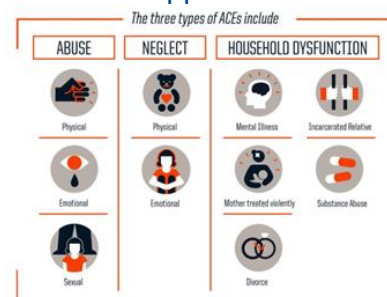 The three types of ACEs include
ABUSE
NEGLECT
HOUSEHOLD DYSFUNCTION
Physical
Physical
Mental Illness
Incarcerated Relative
Emotional
Emotional
Mother treated violently
Substance Abuse
Sexual
Divorce